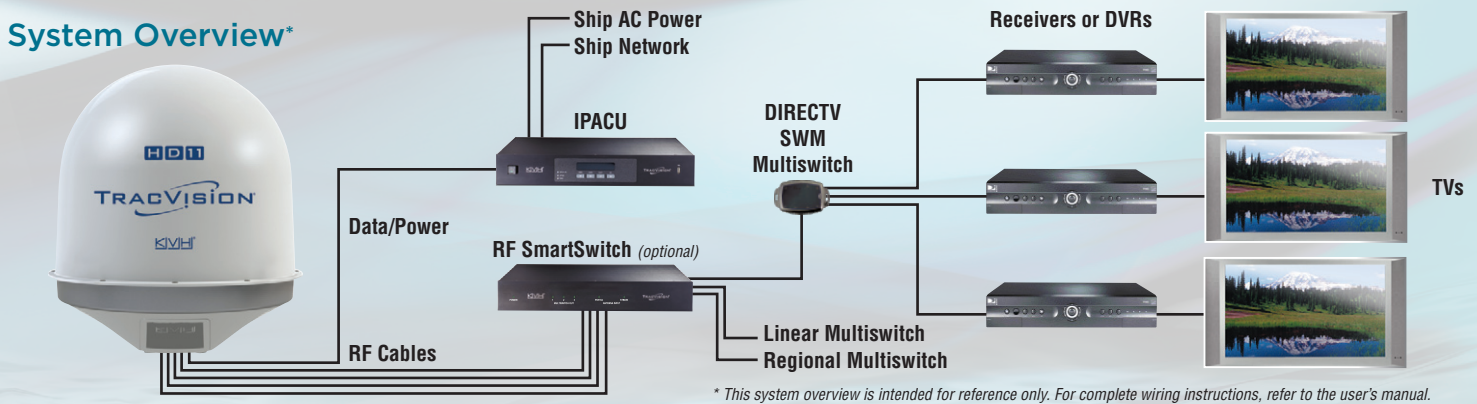 System Overview*
Ship AC Power
Ship Network
Receivers or DVRs
IPACU
DIRECTV
SWM
Multiswitch
HD11
TRACVISION
KVH
TVs
Data/Power
RF SmartSwitch (optional)
RF Cables
Linear Multiswitch
Regional Multiswitch
* This system overview is intended for reference only. For complete wiring instructions, refer to the user's manual.